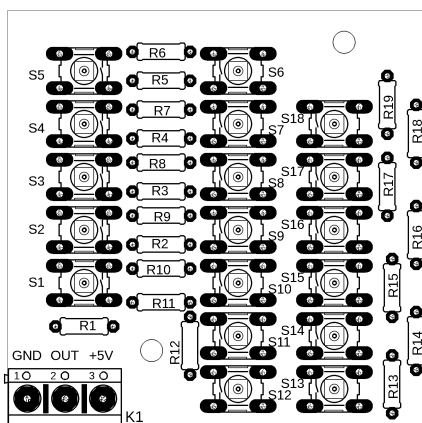 R6
S5
R5
S6
R19
R7
S18
R18
S4
R4
S7
R8
S17
S3
R3
S8
R17
R9
S16
S2
R2
S9
R16
R10
S15
S1
S10
R15
R11
R1
S14
R12
S11
R14
GND OUT +5V
1 2 3
S13
S12
R13
K1